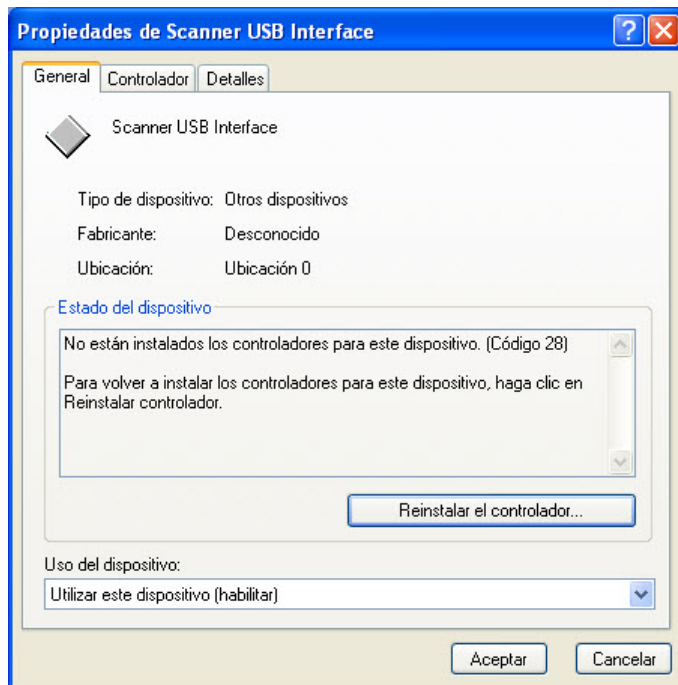 Propiedades de Scanner USB Interface
General Controlador Detalles
Scanner USB Interface
Tipo de dispositivo: Otros dispositivos
Fabricante: Desconocido
Ubicación: Ubicación 0
Estado del dispositivo
No están instalados los controladores para este dispositivo. (Código 28)
Para volver a instalar los controladores para este dispositivo, haga clic en
Reinstalar controlador.
Reinstalar el controlador...
Uso del dispositivo:
Utilizar este dispositivo (habilitar)
Aceptar Cancelar